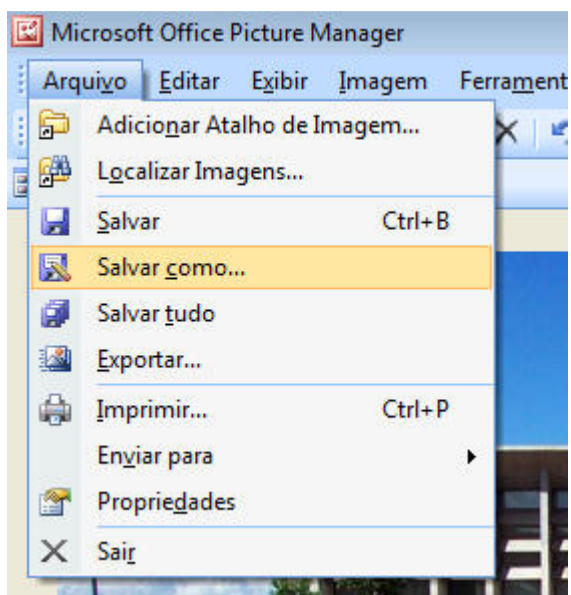 Microsoft Office Picture Manager
Arquivo Editar Exibir Imagem Ferrament
Adicionar Atalho de Imagem...
Localizar Imagens...
Salvar Ctrl+B
Salvar como...
Salvar tudo
Exportar...
Imprimir... Ctrl+P
Enviar para
Propriedades
Sair